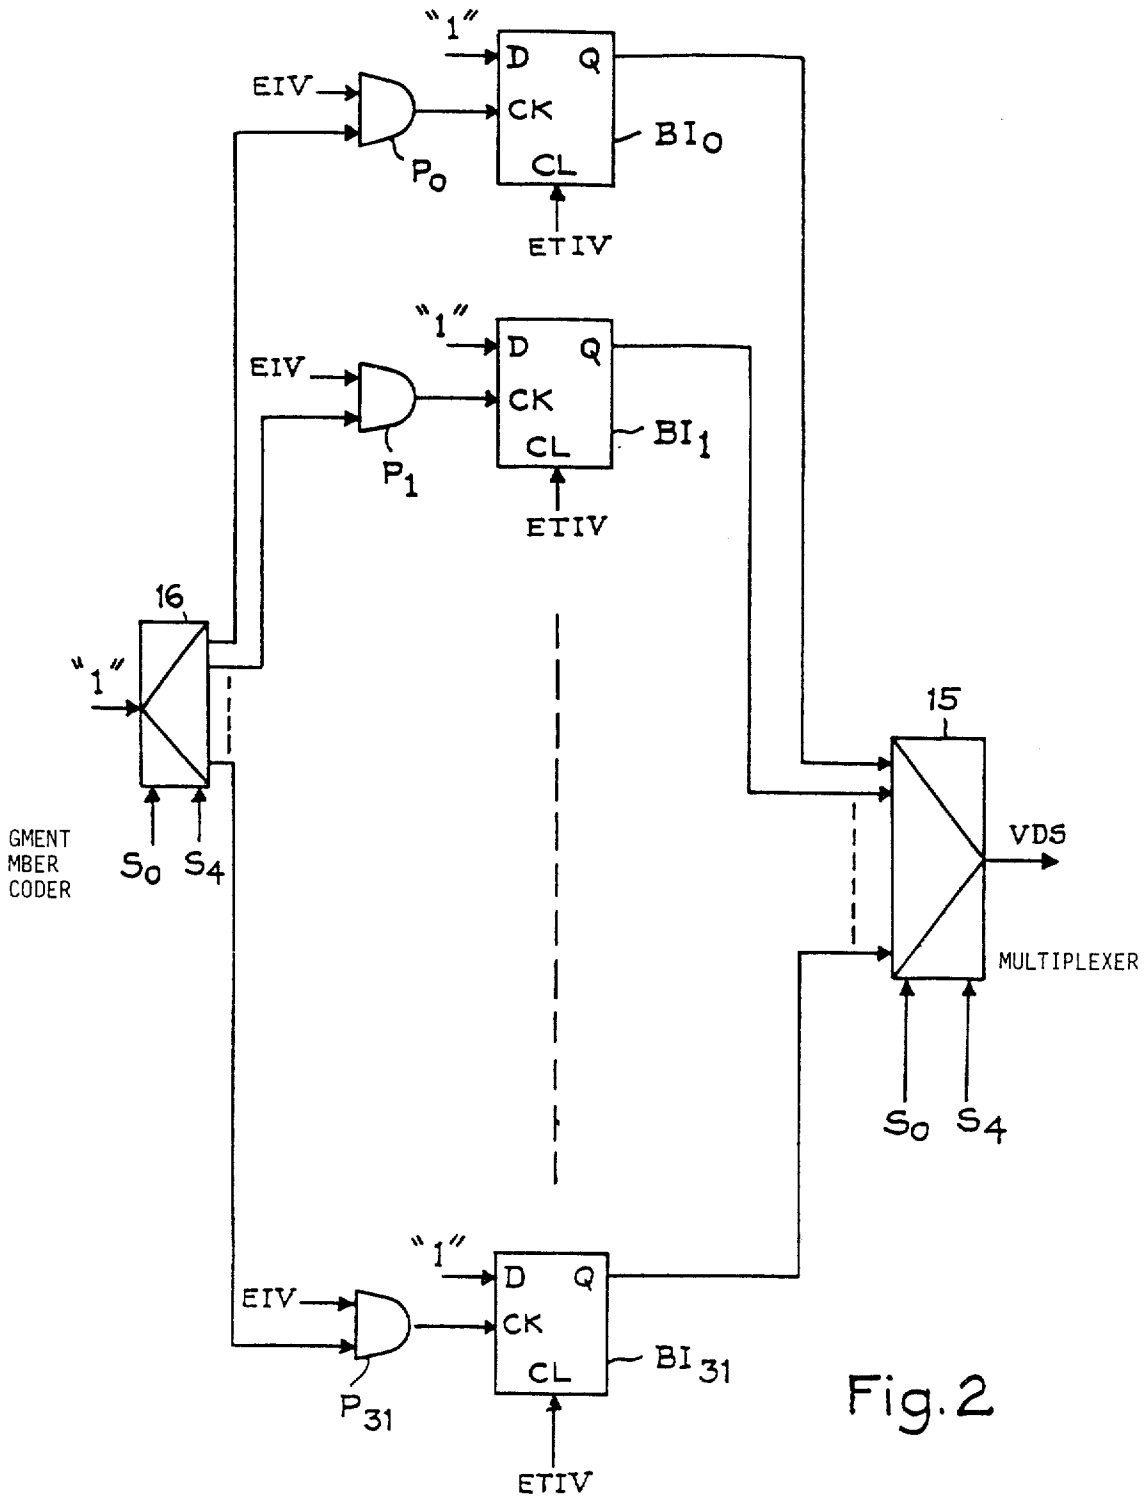 "1"
D Q
EIV
CK
BI0
P0
CL
ETIV
"1"
D Q
EIV
CK
BI1
CL
P1
ETIV
16
"1"
15
VDS
GMENT
MBER
CODER
S0 S4
MULTIPLEXER
S0 S4
"1"
D Q
EIV
CK
BI31
CL
P31
Fig. 2
ETIV